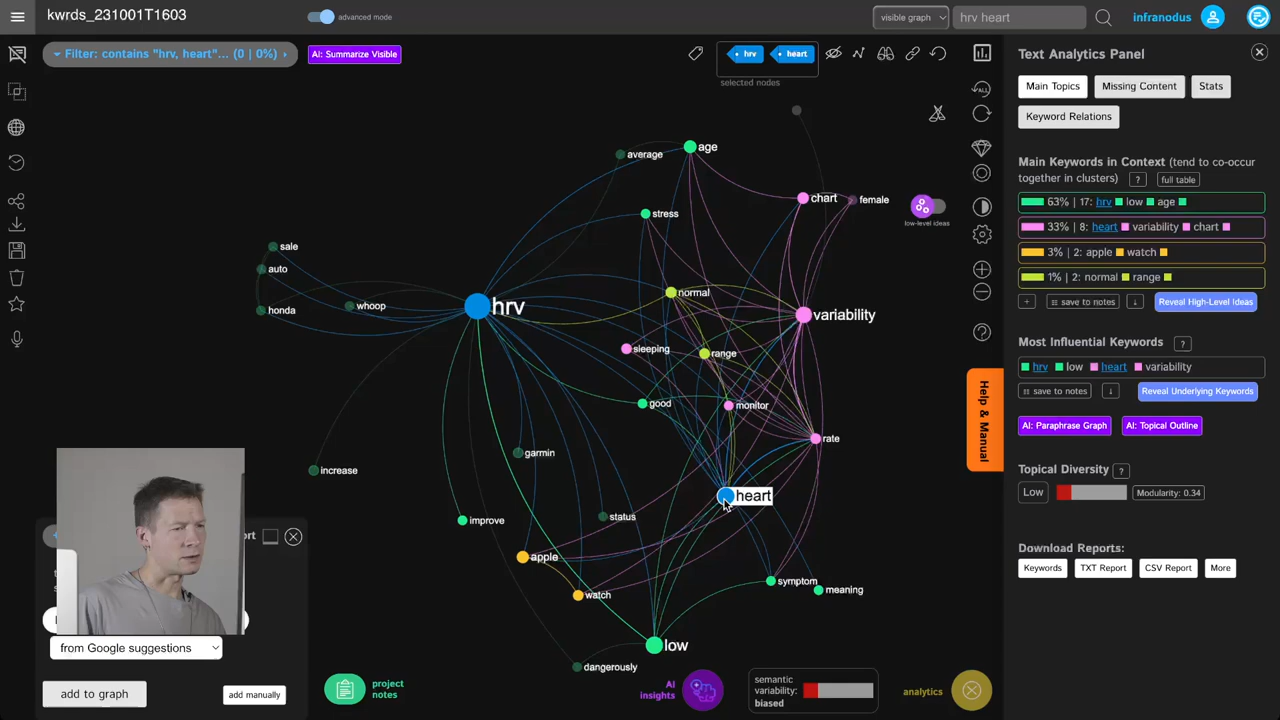 kwrds_231001T1603
advanced mode
visible graph
hrv heart
infranodus
Filter: contains "hrv, heart"... (0 | 0%)
AI: Summarize Visible
hrv
heart
selected nodes
Text Analytics Panel
Main Topics
Missing Content
Stats
Keyword Relations
Main Keywords in Context (tend to co-occur
together in clusters)
?
full table
63% | 17: hrv low age
33% | 8: heart variability chart
3% | 2: apple watch
1% | 2: normal range
+
save to notes
Reveal High-Level Ideas
Most Influential Keywords
?
hrv low heart variability
save to notes
Reveal Underlying Keywords
AI: Paraphrase Graph
AI: Topical Outline
Topical Diversity
?
Low
Modularity: 0.34
Download Reports:
Keywords
TXT Report
CSV Report
More
ALL
Help & Manual
low-level ideas
average
age
chart
female
stress
sale
auto
honda
whoop
hrv
normal
variability
sleeping
range
good
monitor
rate
garmin
increase
heart
improve
status
apple
watch
symptom
meaning
low
dangerously
from Google suggestions
add to graph
add manually
project
notes
AI
insights
semantic
variability:
biased
analytics